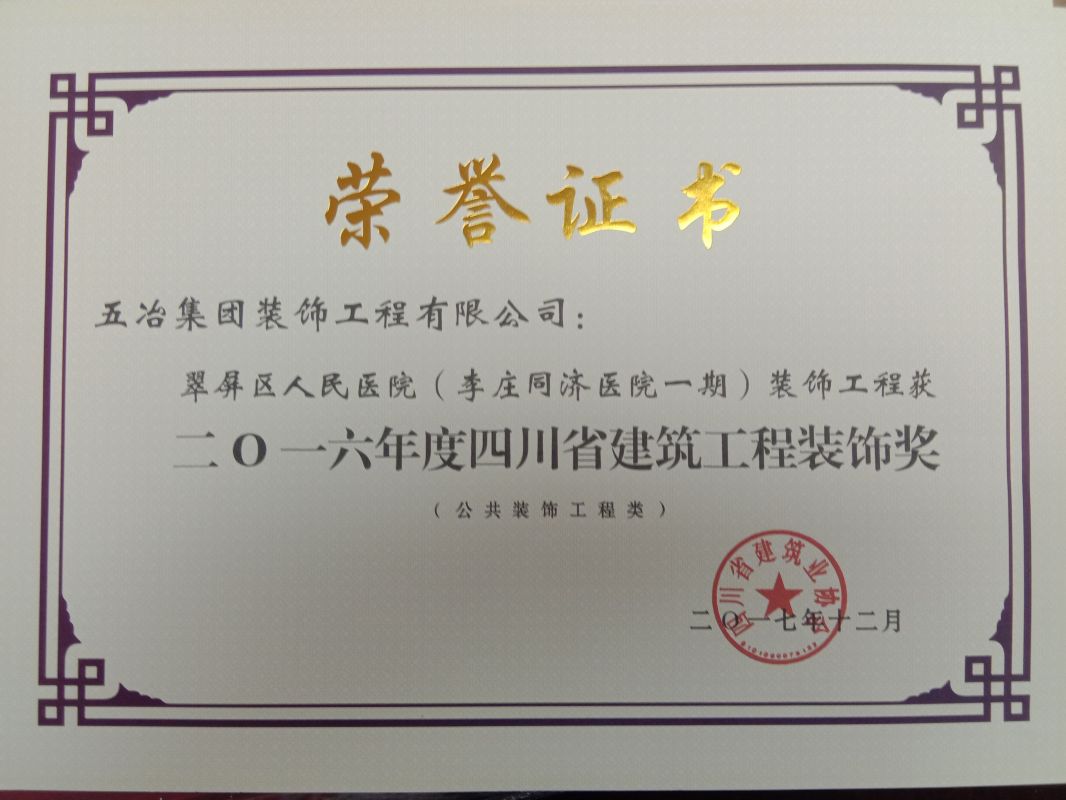 荣誉证书
五冶集团装饰工程有限公司：
翠屏区人民医院（李庄同济医院一期）装饰工程获
二O一六年度四川省建筑工程装饰奖
（公共装饰工程类）
四川省建筑业协会
二O一七年十二月